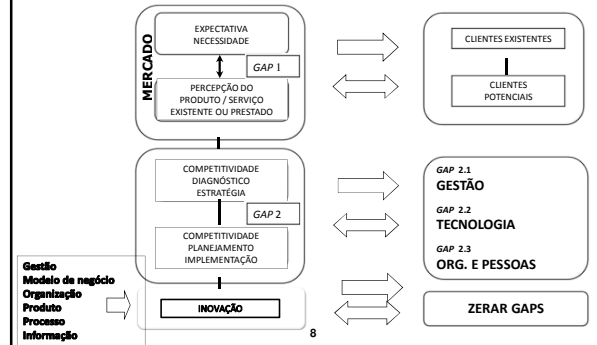 MERCADO
EXPECTATIVA
NECESSIDADE
GAP 1
PERCEPÇÃO DO
PRODUTO / SERVIÇO
EXISTENTE OU PRESTADO
CLIENTES EXISTENTES
CLIENTES
POTENCIAIS
COMPETITIVIDADE
DIAGNÓSTICO
ESTRATÉGIA
GAP 2
COMPETITIVIDADE
PLANEJAMENTO
IMPLEMENTAÇÃO
GAP 2.1
GESTÃO
GAP 2.2
TECNOLOGIA
GAP 2.3
ORG. E PESSOAS
Gestão
Modelo de negócio
Organização
Produto
Processo
Informação
INOVAÇÃO
8
ZERAR GAPS